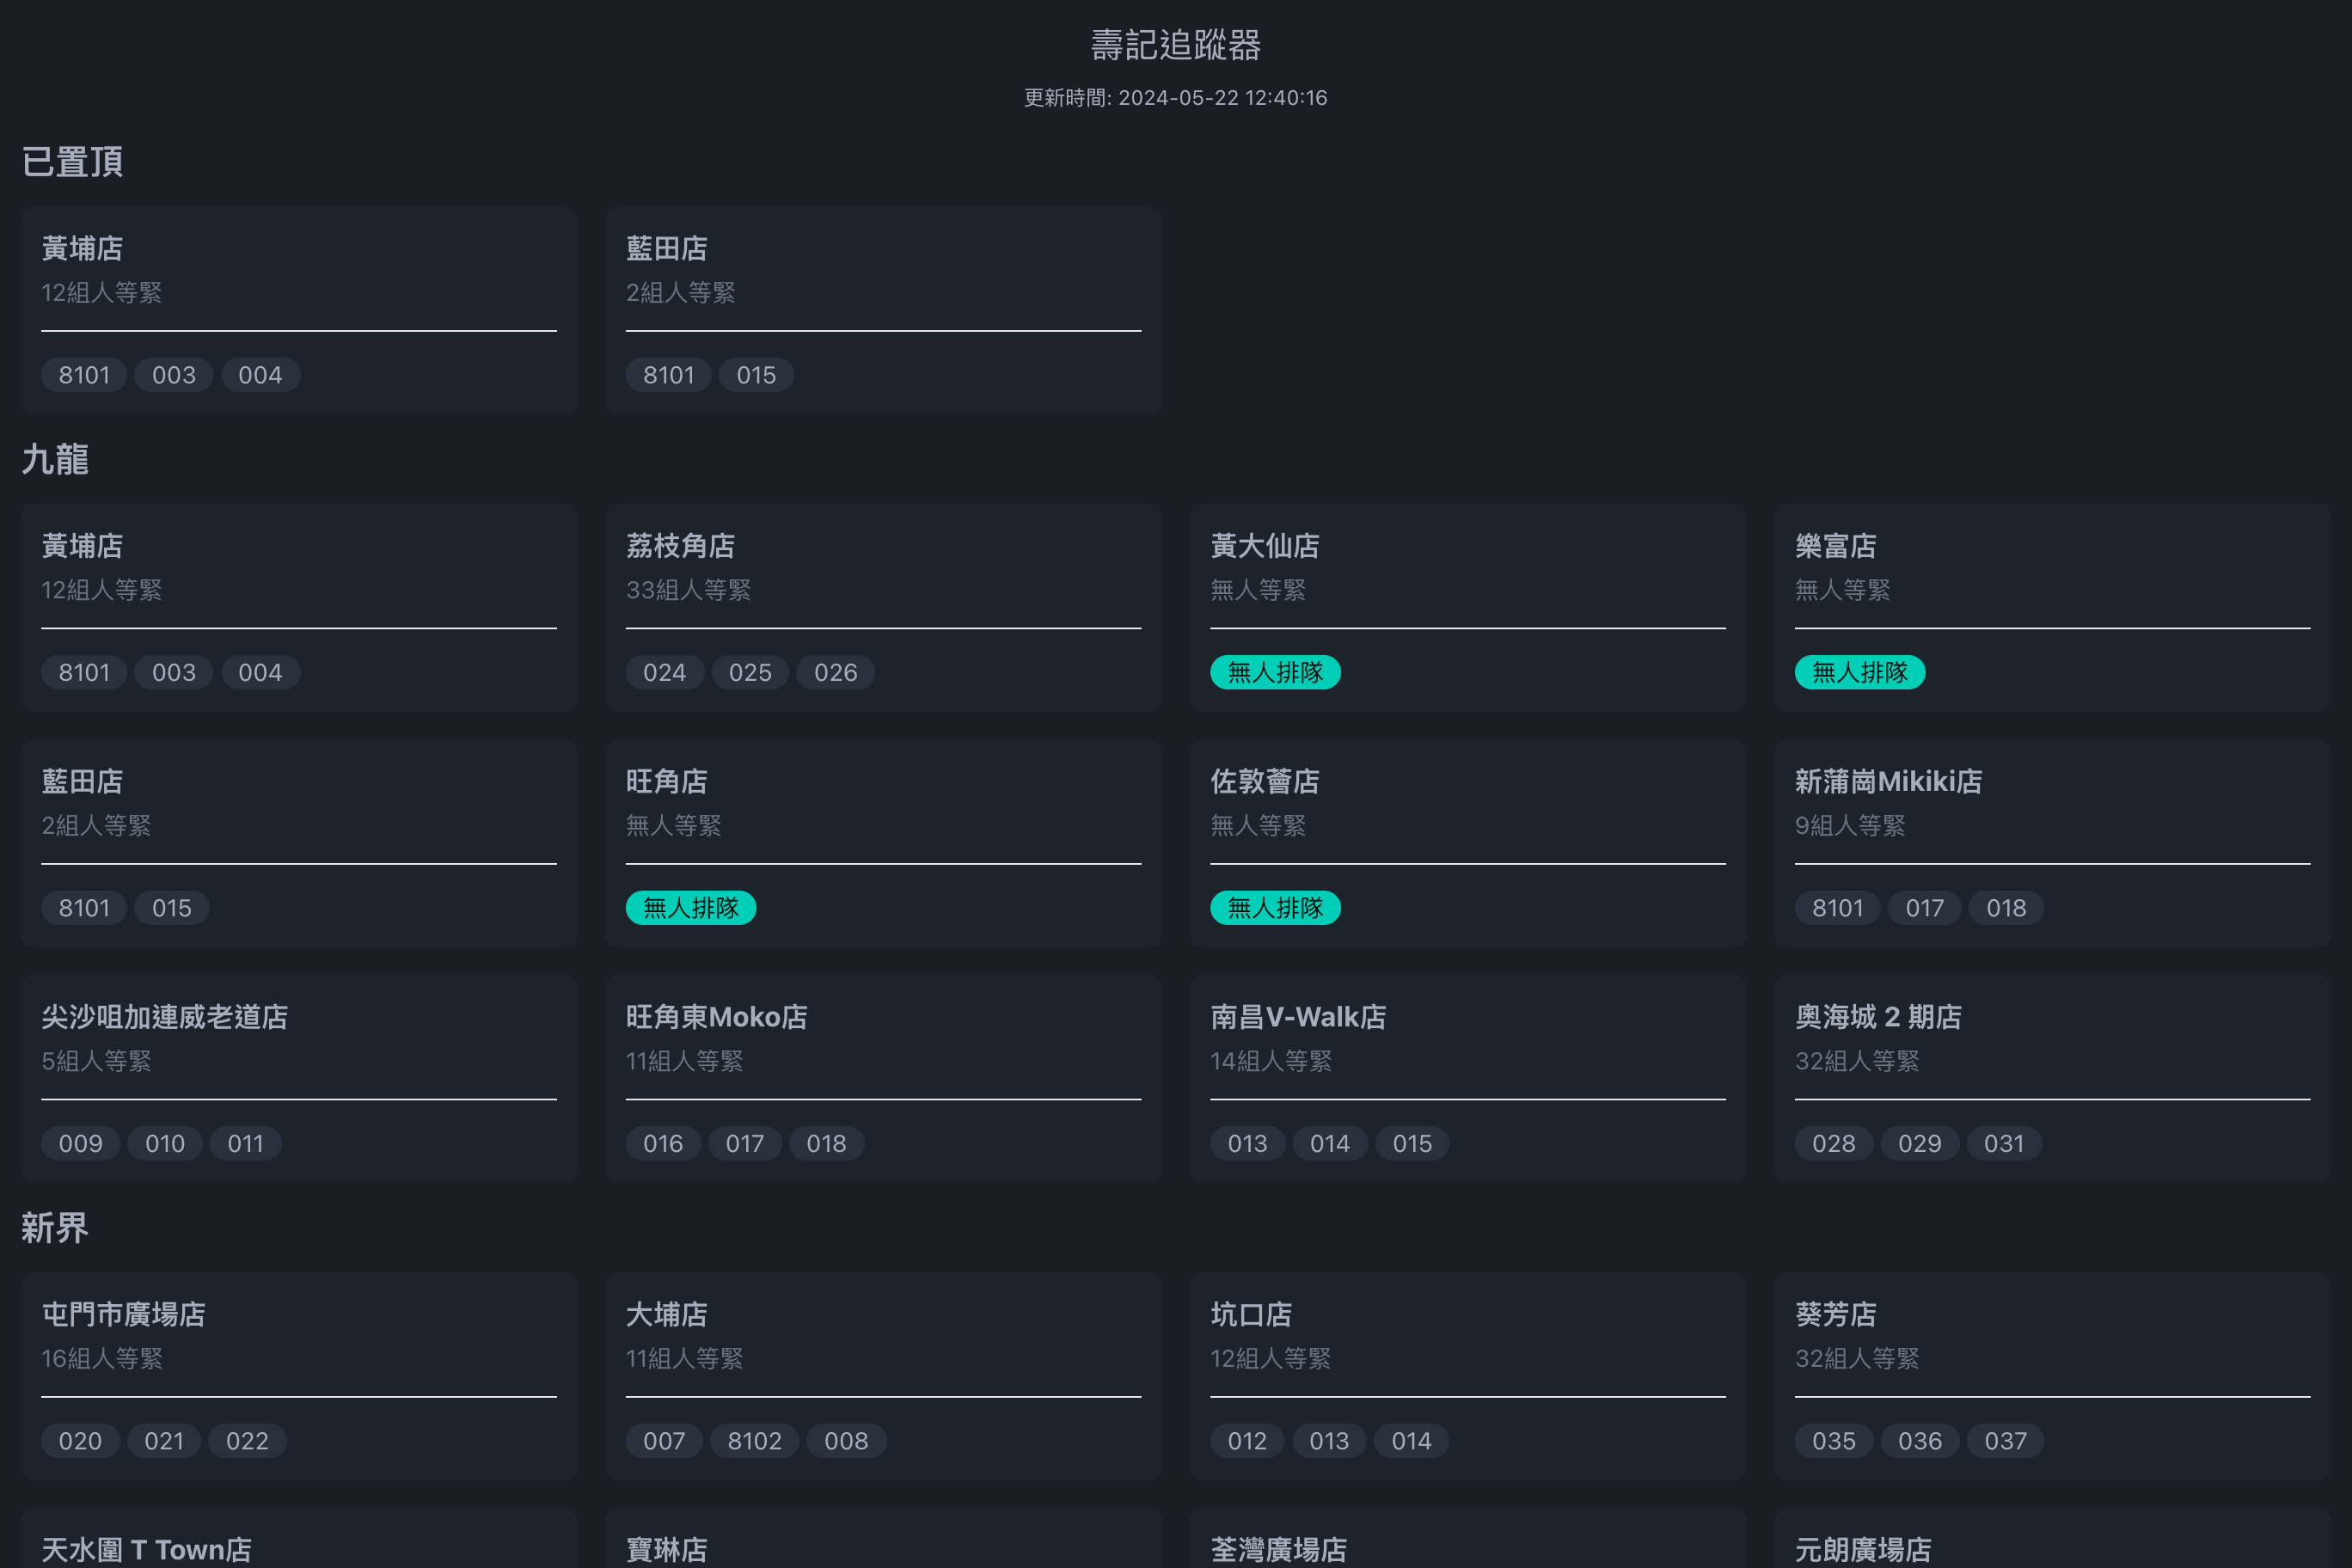 壽記追蹤器
更新時間: 2024-05-22 12:40:16
已置頂
黃埔店
12組人等緊
8101 003 004
藍田店
2組人等緊
8101 015
九龍
黃埔店
12組人等緊
8101 003 004
荔枝角店
33組人等緊
024 025 026
黃大仙店
無人等緊
無人排隊
樂富店
無人等緊
無人排隊
藍田店
2組人等緊
8101 015
旺角店
無人等緊
無人排隊
佐敦薈店
無人等緊
無人排隊
新蒲崗Mikiki店
9組人等緊
8101 017 018
尖沙咀加連威老道店
5組人等緊
009 010 011
旺角東Moko店
11組人等緊
016 017 018
南昌V-Walk店
14組人等緊
013 014 015
奧海城 2 期店
32組人等緊
028 029 031
新界
屯門市廣場店
16組人等緊
020 021 022
大埔店
11組人等緊
007 8102 008
坑口店
12組人等緊
012 013 014
葵芳店
32組人等緊
035 036 037
天水圍 T Town店
寶琳店
荃灣廣場店
元朗廣場店